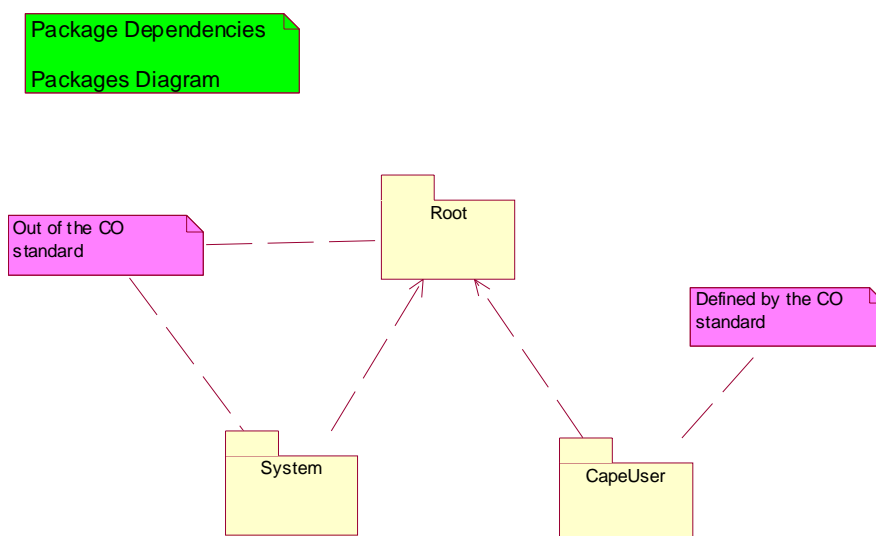 Package Dependencies
Packages Diagram
Root
Out of the CO
standard
Defined by the CO
standard
System
CapeUser